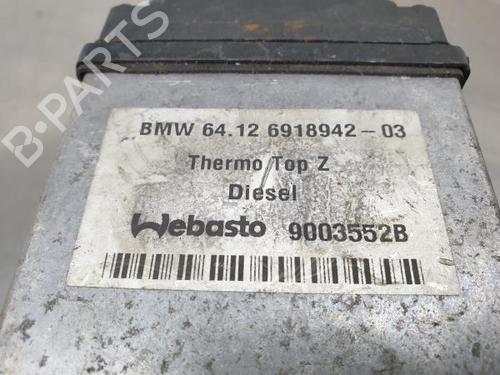 BMW 64.12 6918942-03
Thermo Top Z
Diesel
Webasto 9003552B
B-PARTS